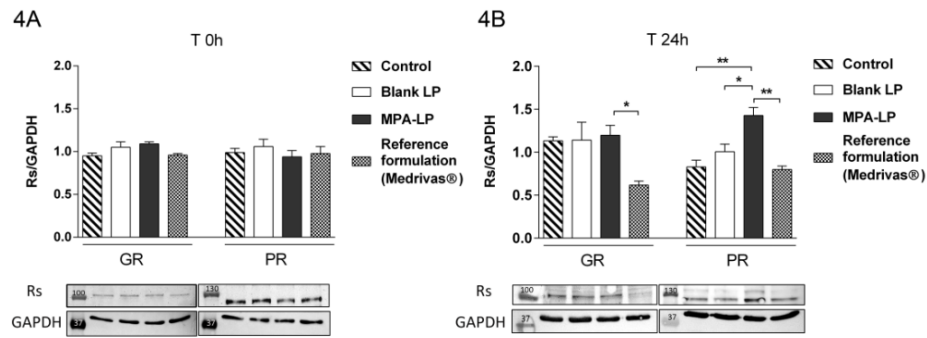 4A
T 0h
2.0
1.5
1.0
0.5
0.0
Rs/GAPDH
GR
PR
Control
Blank LP
MPA-LP
Reference
formulation
(Medrivas®)
Rs
100
130
GAPDH
37
37
4B
T 24h
2.0
1.5
1.0
0.5
0.0
Rs/GAPDH
**
*
**
*
GR
PR
Control
Blank LP
MPA-LP
Reference
formulation
(Medrivas®)
Rs
100
130
GAPDH
37
37